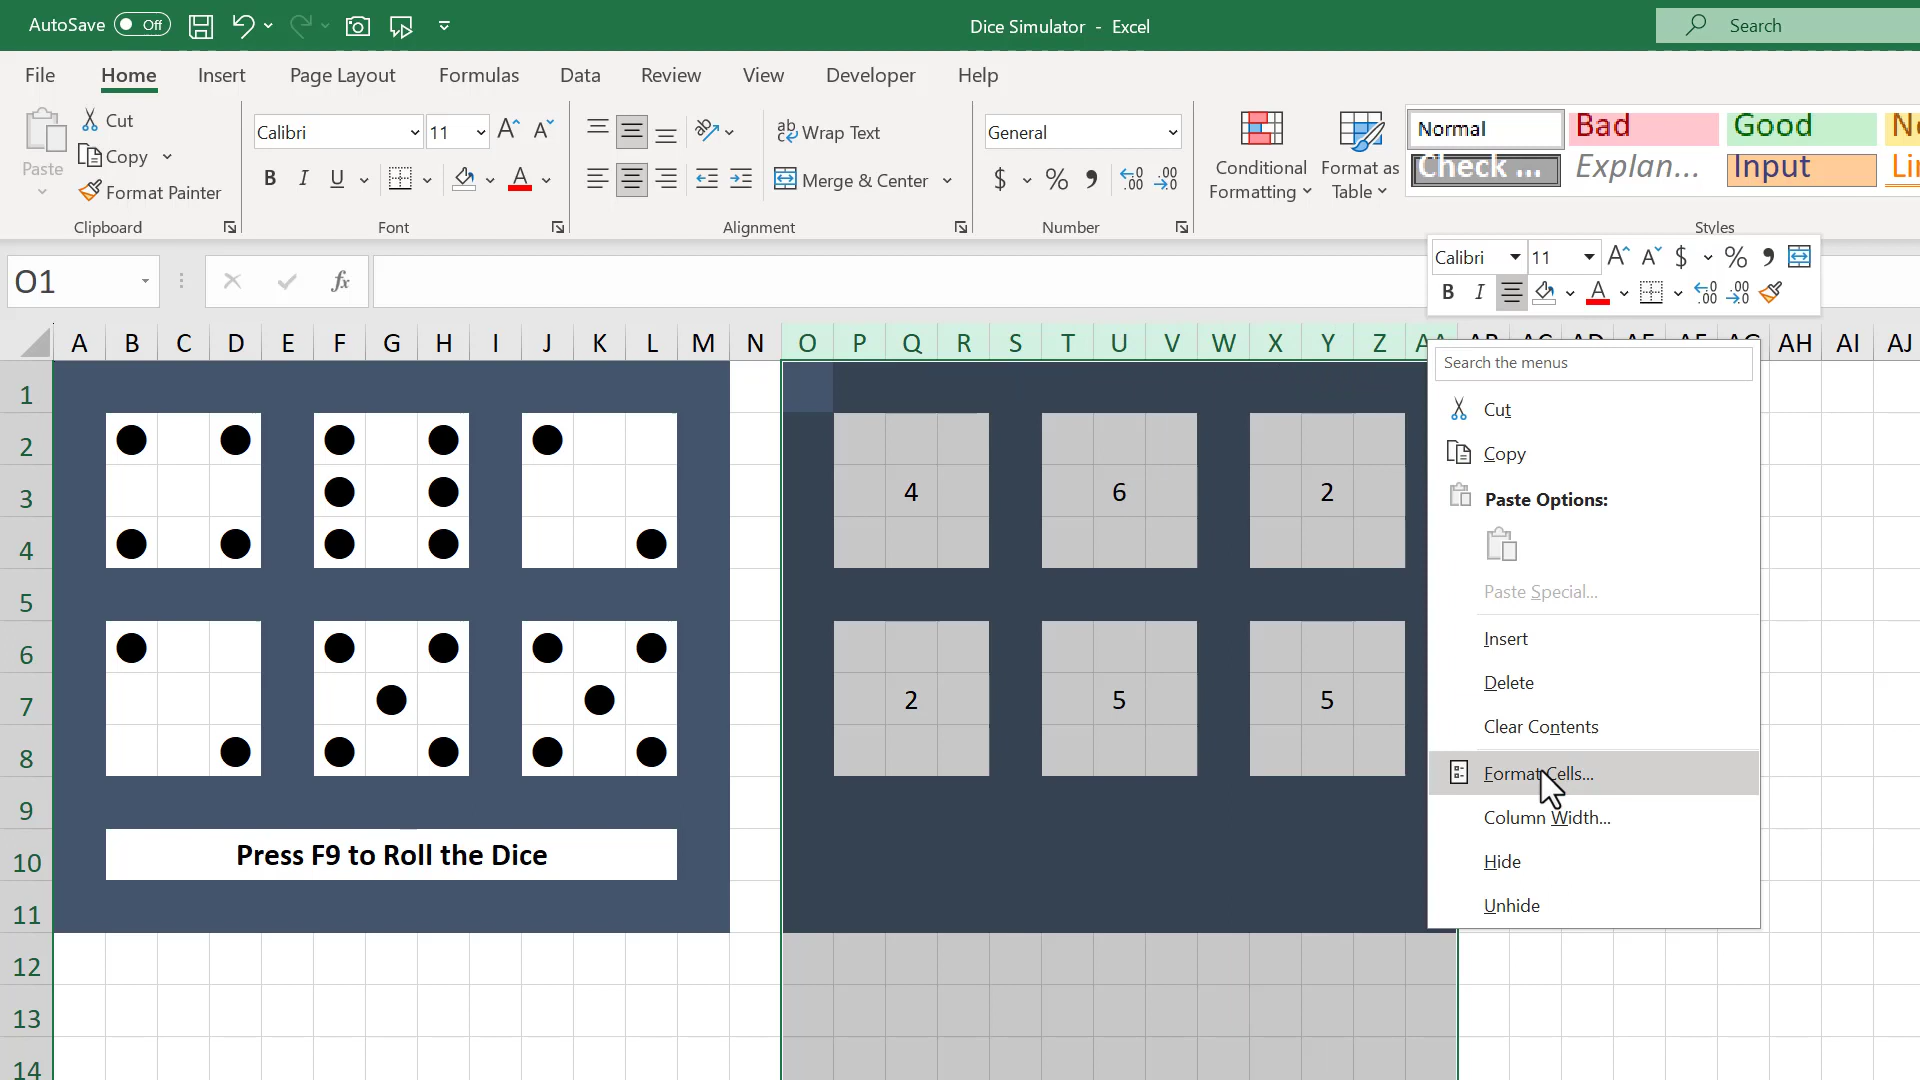 AutoSave Off
Dice Simulator - Excel
Search
File Home Insert Page Layout Formulas Data Review View Developer Help
Paste
Cut
Copy
Format Painter
Clipboard
Calibri 11
B I U
Font
Wrap Text
Merge & Center
Alignment
General
$ % 9
Number
Conditional Formatting
Format as Table
Normal Bad Good
Check ... Explan... Input
Styles
O1
fx
Calibri 11 A A $ %
B I A
A B C D E F G H I J K L M N O P Q R S T U V W X Y Z AH AI AJ
1
2
3 4 6 2
4
5
6
7 2 5 5
8
9
10 Press F9 to Roll the Dice
11
12
13
14
Search the menus
Cut
Copy
Paste Options:
Paste Special...
Insert
Delete
Clear Contents
Format Cells...
Column Width...
Hide
Unhide